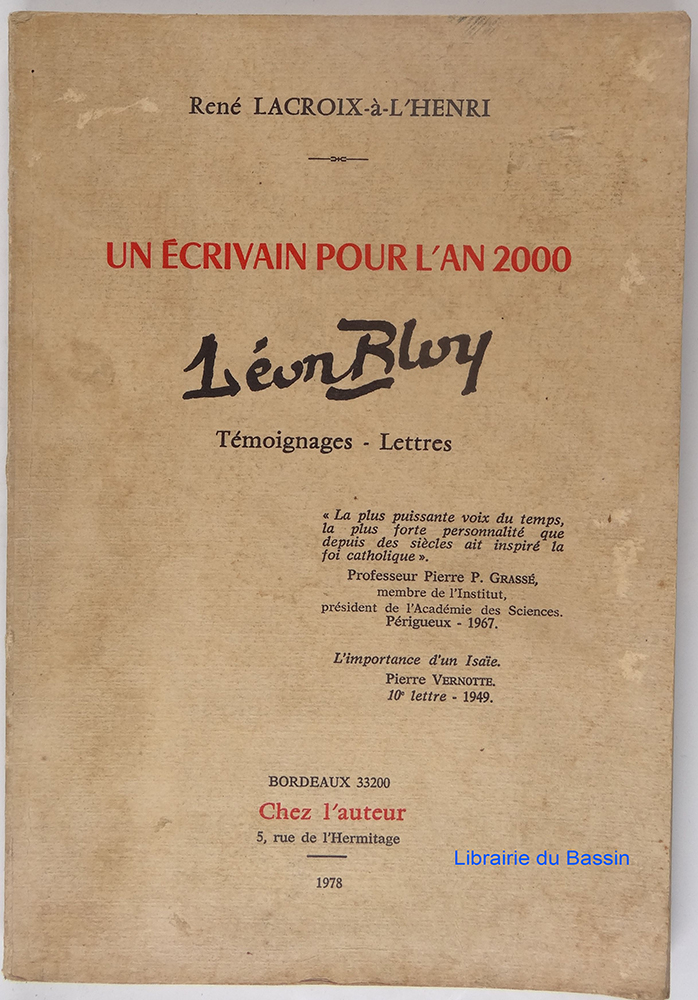 René LACROIX-à-L'HENRI
UN ÉCRIVAIN POUR L'AN 2000
Léon Bloy
Témoignages - Lettres
« La plus puissante voix du temps,
la plus forte personnalité que
depuis des siècles ait inspiré la
foi catholique ».
Professeur Pierre P. GRASSÉ,
membre de l'Institut,
président de l'Académie des Sciences.
Périgueux - 1967.
L'importance d'un Isaïe.
Pierre VERNOTTE.
10e lettre - 1949.
BORDEAUX 33200
Chez l'auteur
5, rue de l'Hermitage
Librairie du Bassin
1978